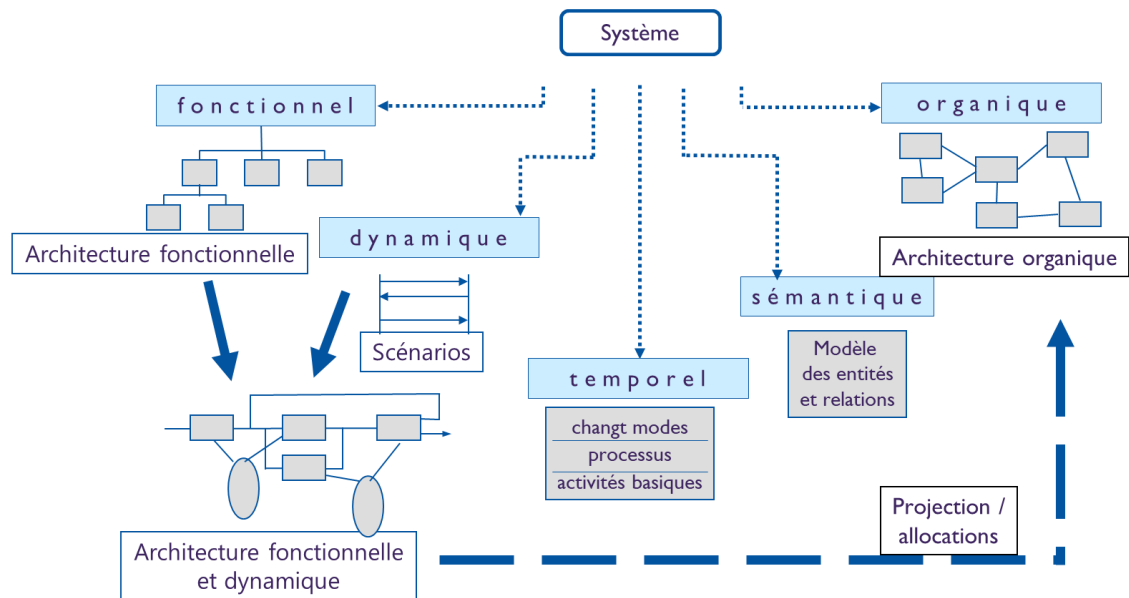 Système
fonctionnel
organique
Architecture fonctionnelle
dynamique
Architecture organique
sémantique
Scénarios
Modèle
des entités
et relations
temporel
changt modes
processus
activités basiques
Projection /
allocations
Architecture fonctionnelle
et dynamique